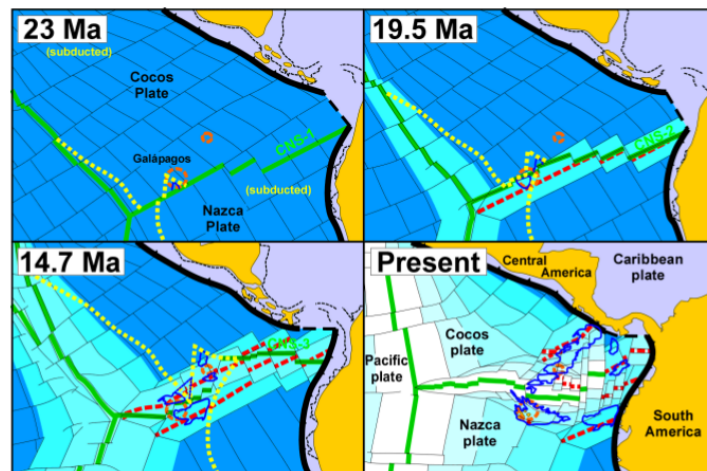 23 Ma
(subducted)
Cocos
Plate
CNS-1
Galápagos
(subducted)
Nazca
Plate
19.5 Ma
CNS-2
14.7 Ma
CNS-3
Present
Central
America
Caribbean
plate
Cocos
plate
Pacific
plate
Nazca
plate
South
America